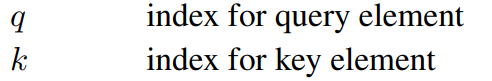 q index for query element
k index for key element